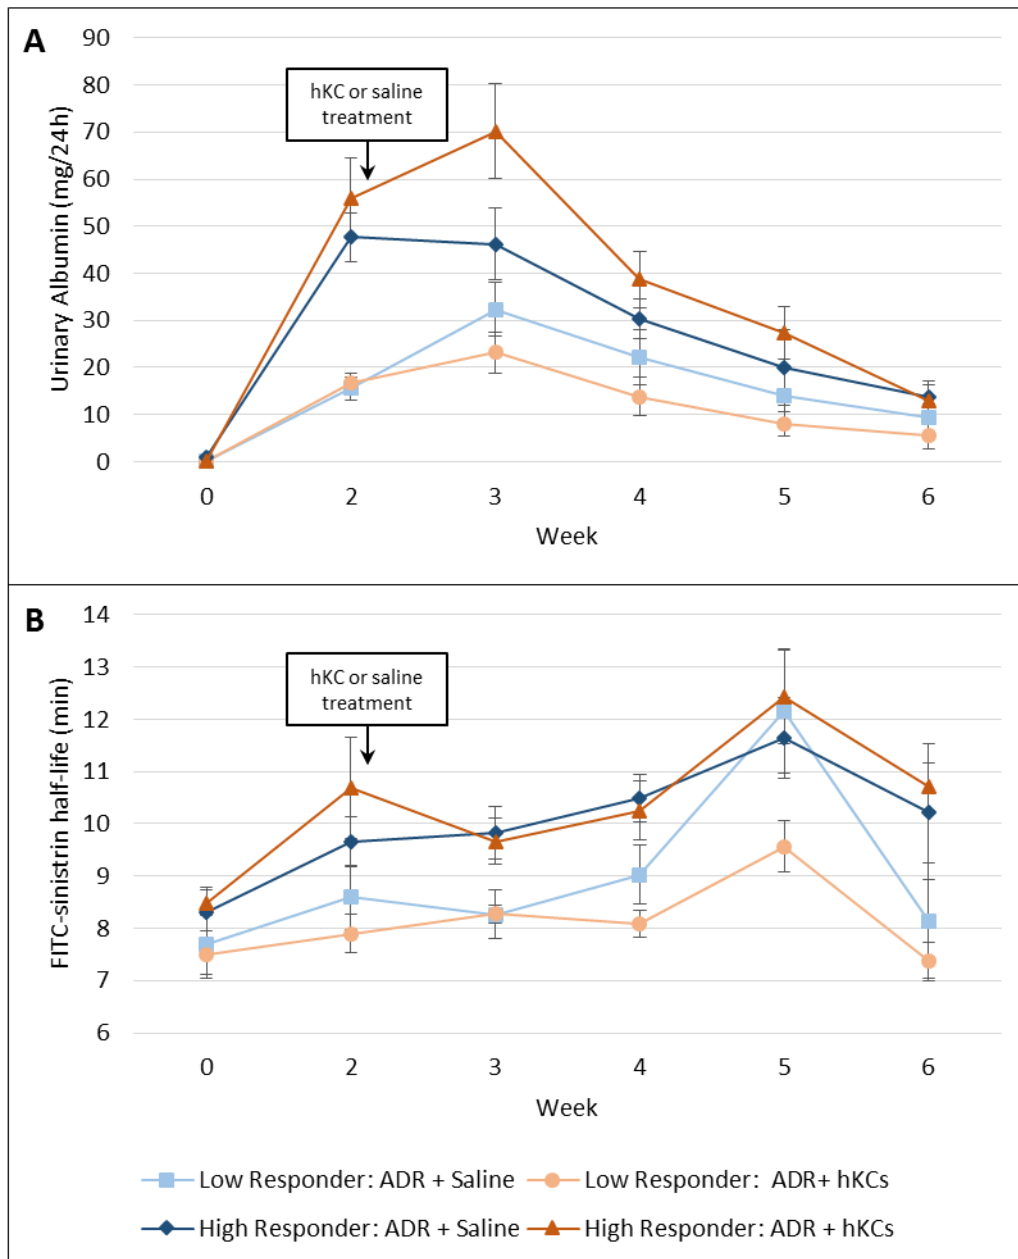 A
Urinary Albumin (mg/24h)
90
80
70
60
50
40
30
20
10
0
hKC or saline
treatment
0 2 3 4 5 6
Week
B
FITC-sinistrin half-life (min)
14
13
12
11
10
9
8
7
6
hKC or saline
treatment
0 2 3 4 5 6
Week
Low Responder: ADR + Saline
Low Responder: ADR+ hKCs
High Responder: ADR + Saline
High Responder: ADR + hKCs